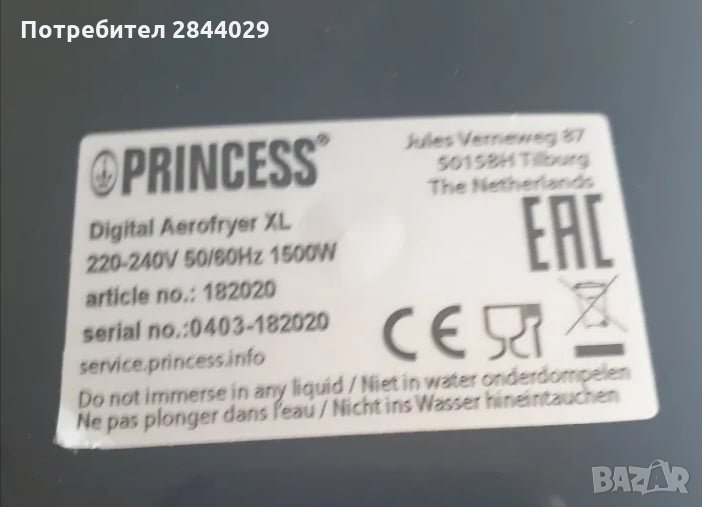 Потребител 2844029
PRINCESS®
Jules Verneweg 87
5015BH Tilburg
The Netherlands
Digital Aerofryer XL
220-240V 50/60Hz 1500W
article no.: 182020
serial no.:0403-182020
service.princess.info
EAC
CE
Do not immerse in any liquid / Niet in water onderdompelen
Ne pas plonger dans l'eau / Nicht ins Wasser hineintauchen
BAZAR